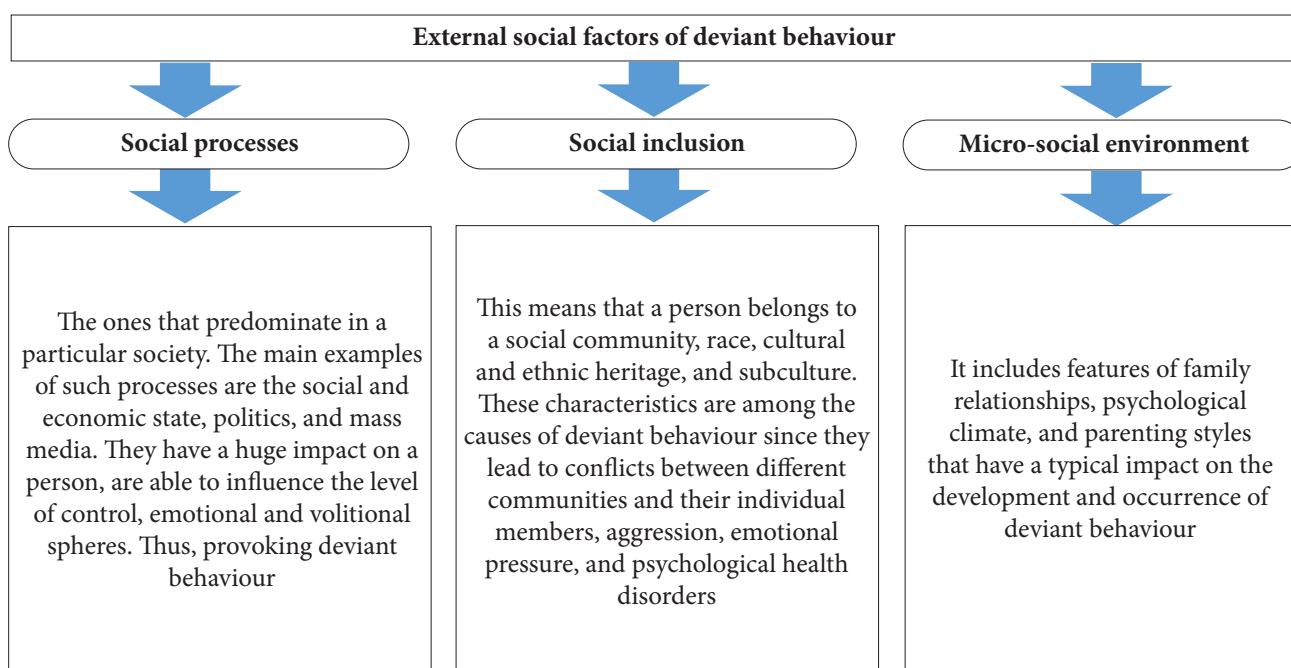 External social factors of deviant behaviour
Social processes
Social inclusion
Micro-social environment
The ones that predominate in a
particular society. The main examples
of such processes are the social and
economic state, politics, and mass
media. They have a huge impact on a
person, are able to influence the level
of control, emotional and volitional
spheres. Thus, provoking deviant
behaviour
This means that a person belongs to
a social community, race, cultural
and ethnic heritage, and subculture.
These characteristics are among the
causes of deviant behaviour since they
lead to conflicts between different
communities and their individual
members, aggression, emotional
pressure, and psychological health
disorders
It includes features of family
relationships, psychological
climate, and parenting styles
that have a typical impact on the
development and occurrence of
deviant behaviour